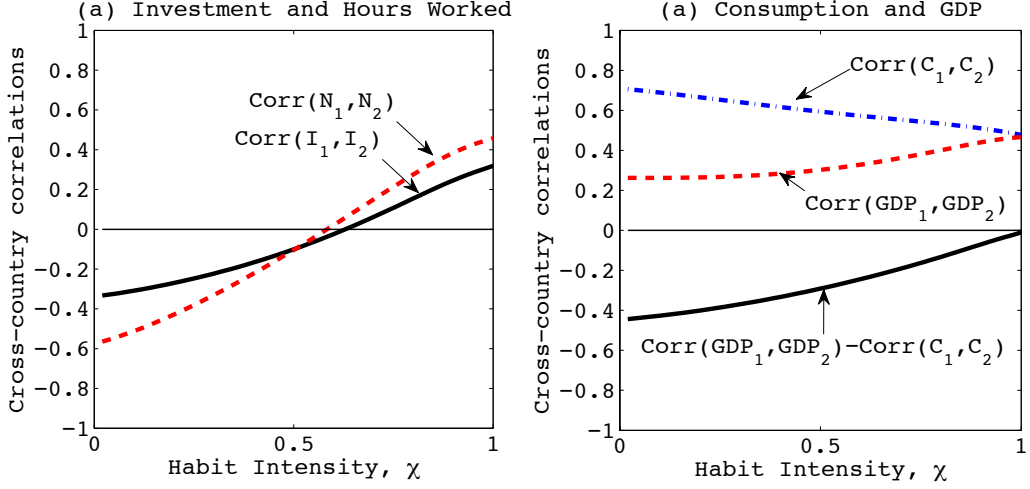 (a) Investment and Hours Worked
Cross−country correlations
1
0.8
0.6
0.4
0.2
0
−0.2
−0.4
−0.6
−0.8
−1
Corr(N₁,N₂)
Corr(I₁,I₂)
0
0.5
1
Habit Intensity, χ
(a) Consumption and GDP
Cross−country correlations
1
0.8
0.6
0.4
0.2
0
−0.2
−0.4
−0.6
−0.8
−1
Corr(C₁,C₂)
Corr(GDP₁,GDP₂)
Corr(GDP₁,GDP₂)−Corr(C₁,C₂)
0
0.5
1
Habit Intensity, χ